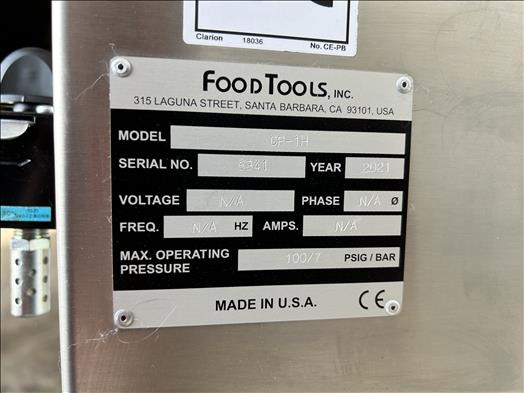 Clarion 18036 No. CE-PB
FOODTOOLS, INC.
315 LAGUNA STREET, SANTA BARBARA, CA 93101, USA
MODEL CP-1H
SERIAL NO. 8341 YEAR 2021
VOLTAGE N/A PHASE N/A Ø
FREQ. N/A HZ AMPS. N/A
MAX. OPERATING
PRESSURE 100/7 PSIG / BAR
MADE IN U.S.A. CE